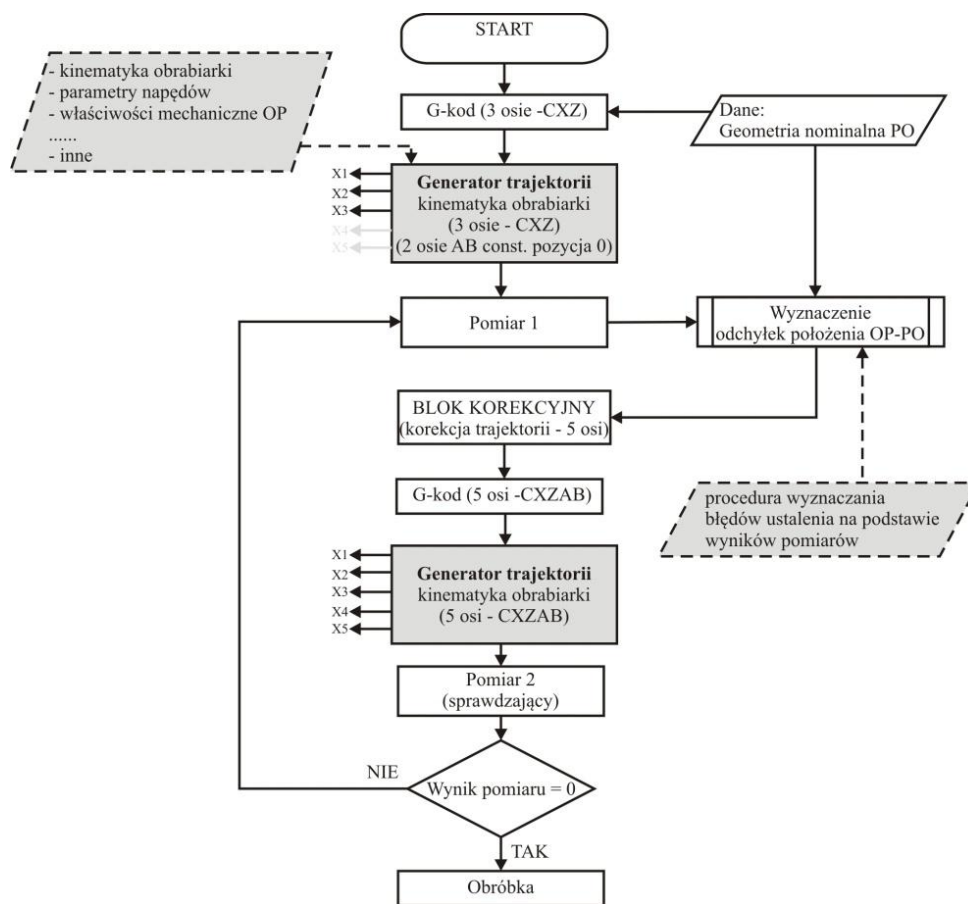 START
- kinematyka obrabiarki
- parametry napędów
- właściwości mechaniczne OP
......
- inne
G-kod (3 osie -CXZ)
Dane:
Geometria nominalna PO
X1
X2
X3
X4
X5
Generator trajektorii
kinematyka obrabiarki
(3 osie - CXZ)
(2 osie AB const. pozycja 0)
Pomiar 1
Wyznaczenie
odchyłek położenia OP-PO
BLOK KOREKCYJNY
(korekcja trajektorii - 5 osi)
G-kod (5 osi -CXZAB)
procedura wyznaczania
błędów ustalenia na podstawie
wyników pomiarów
X1
X2
X3
X4
X5
Generator trajektorii
kinematyka obrabiarki
(5 osi - CXZAB)
Pomiar 2
(sprawdzający)
NIE
Wynik pomiaru = 0
TAK
Obróbka